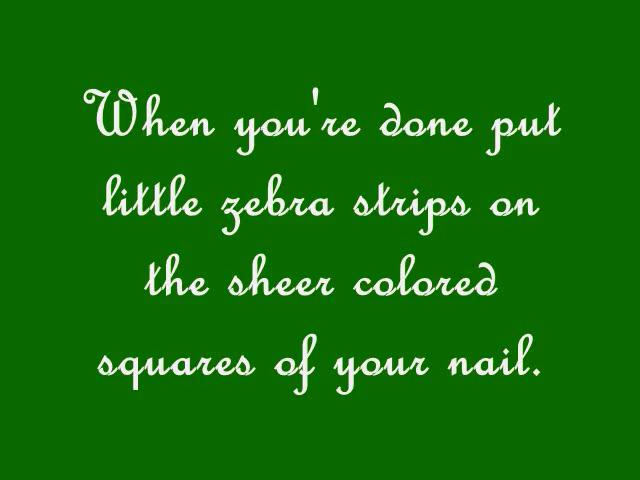 When you're done put
little zebra strips on
the sheer colored
squares of your nail.